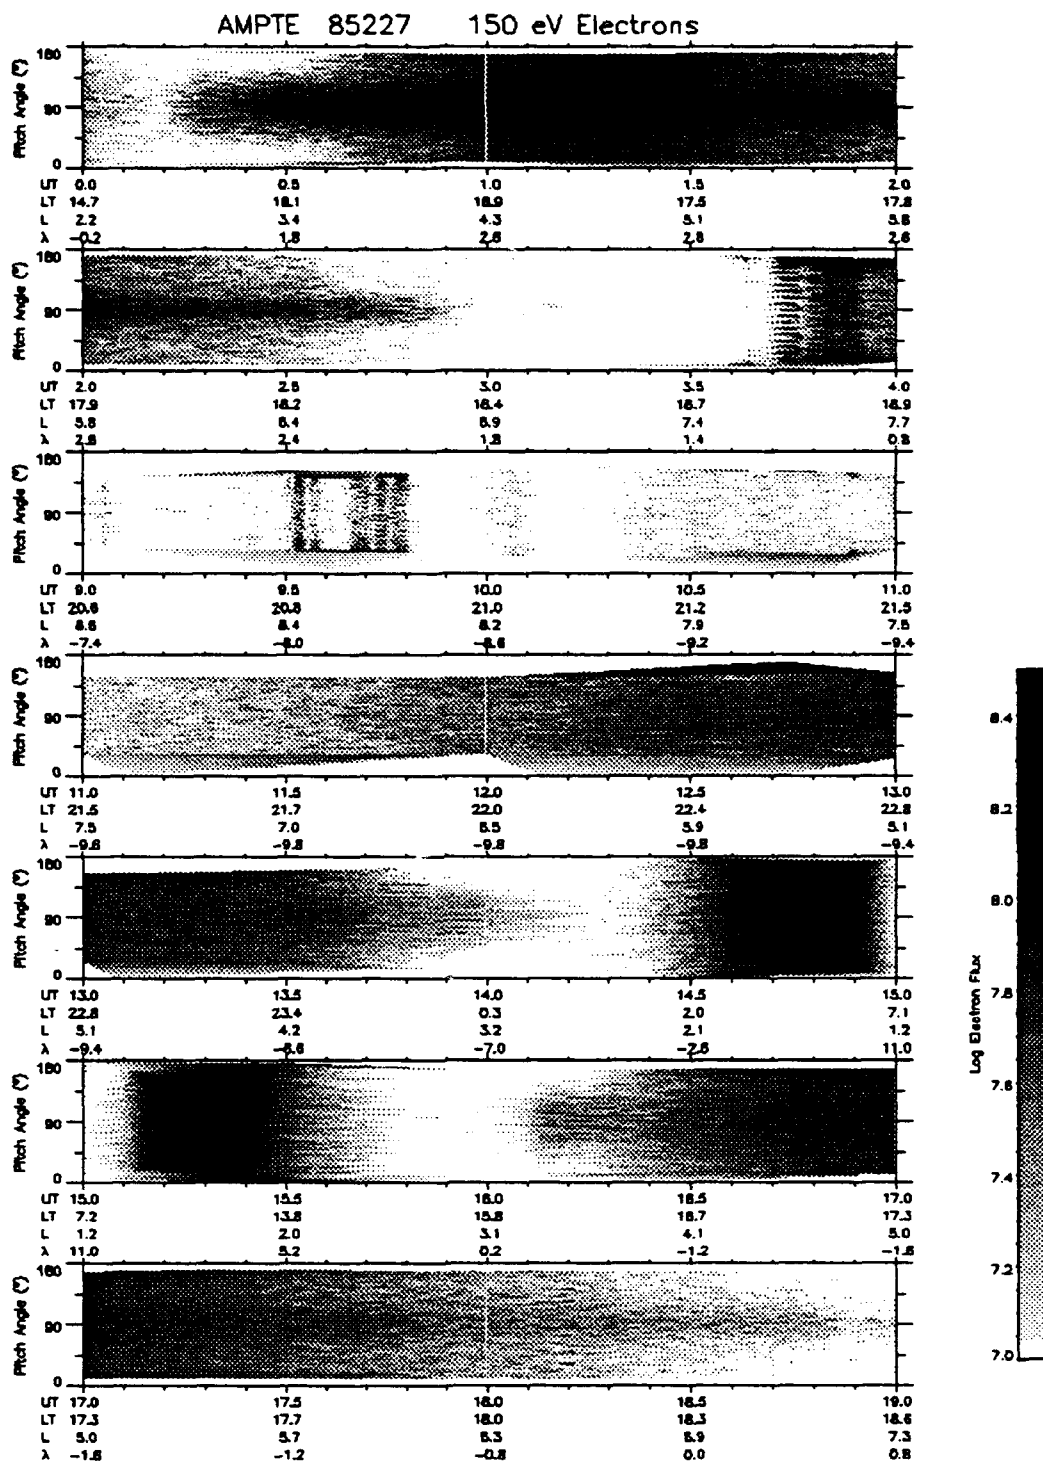 AMPTE 85227 150 eV Electrons
Pitch Angle (°)
180
90
0
UT 0.0 0.5 1.0 1.5 2.0
LT 14.7 16.1 16.9 17.5 17.8
L 2.2 3.4 4.3 5.1 5.8
λ -0.2 1.8 2.6 2.8 2.6
Pitch Angle (°)
180
90
0
UT 2.0 2.5 3.0 3.5 4.0
LT 17.9 18.2 18.4 18.7 18.9
L 5.8 6.4 6.9 7.4 7.7
λ 2.6 2.4 1.8 1.4 0.8
Pitch Angle (°)
180
90
0
UT 9.0 9.5 10.0 10.5 11.0
LT 20.6 20.8 21.0 21.2 21.5
L 8.6 8.4 8.2 7.9 7.5
λ -7.4 -8.0 -8.6 -9.2 -9.4
Pitch Angle (°)
180
90
0
UT 11.0 11.5 12.0 12.5 13.0
LT 21.5 21.7 22.0 22.4 22.8
L 7.5 7.0 6.5 5.9 5.1
λ -9.6 -9.8 -9.8 -9.8 -9.4
Pitch Angle (°)
180
90
0
UT 13.0 13.5 14.0 14.5 15.0
LT 22.8 23.4 0.3 2.0 7.1
L 5.1 4.2 3.2 2.1 1.2
λ -9.4 -8.6 -7.0 -2.6 11.0
Pitch Angle (°)
180
90
0
UT 15.0 15.5 16.0 16.5 17.0
LT 7.2 13.8 15.8 16.7 17.3
L 1.2 2.0 3.1 4.1 5.0
λ 11.0 5.2 0.2 -1.2 -1.6
Pitch Angle (°)
180
90
0
UT 17.0 17.5 18.0 18.5 19.0
LT 17.3 17.7 18.0 18.3 18.6
L 5.0 5.7 6.3 6.9 7.3
λ -1.6 -1.2 -0.8 0.0 0.8
Log Electron Flux
8.4
8.2
8.0
7.8
7.6
7.4
7.2
7.0